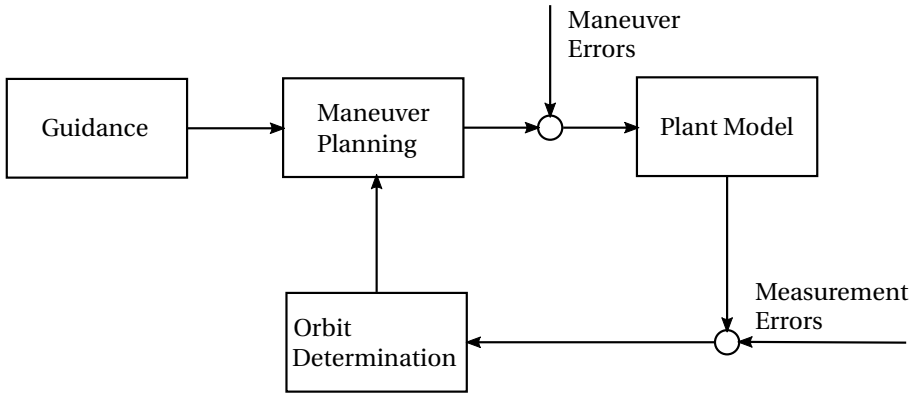 Maneuver
Errors
Guidance
Maneuver
Planning
Plant Model
Measurement
Errors
Orbit
Determination